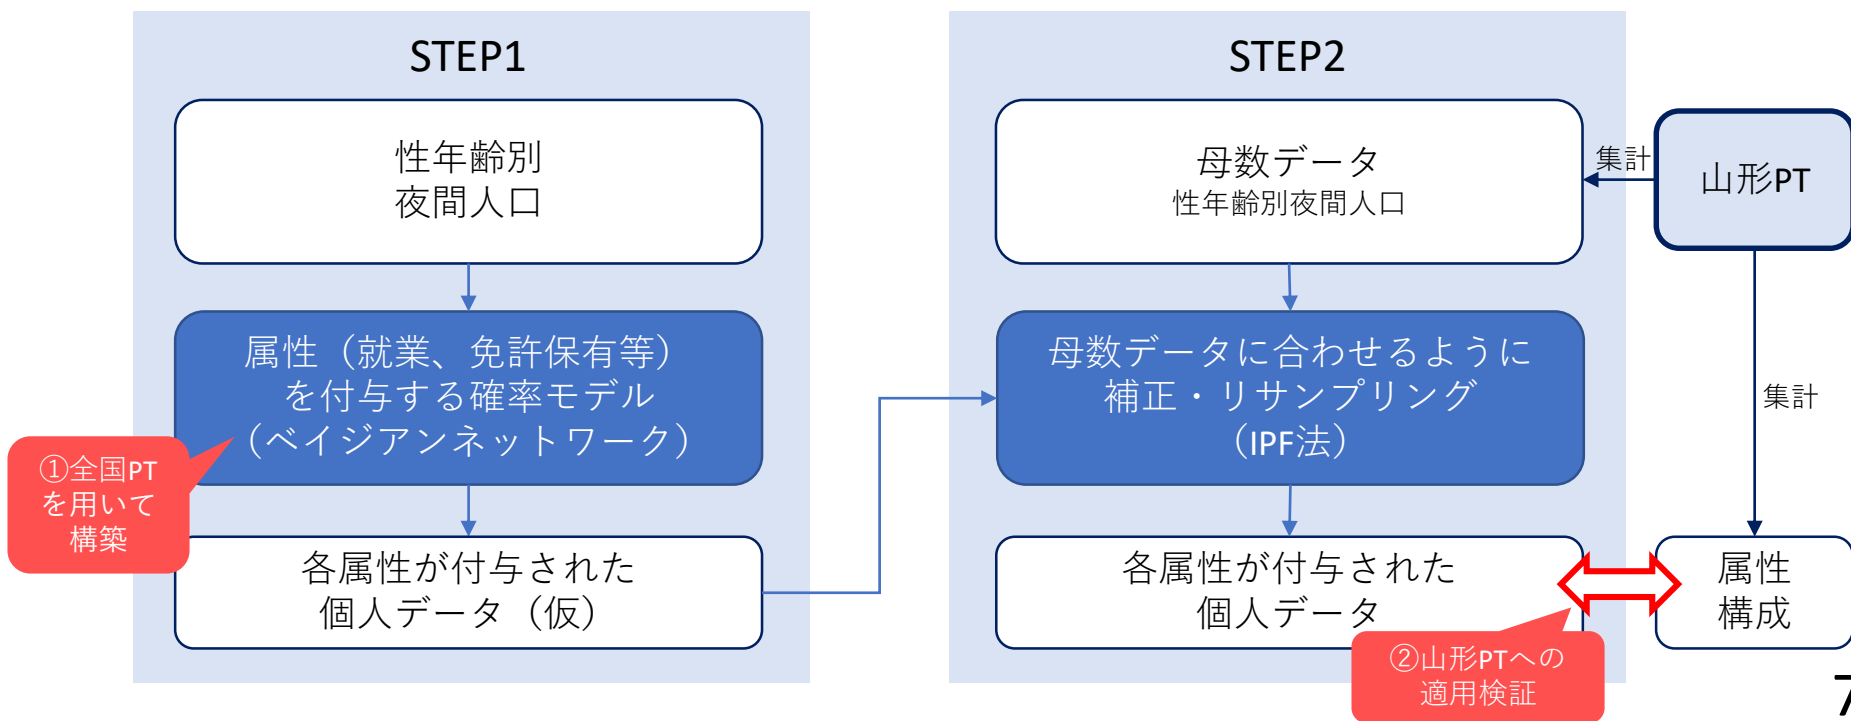 STEP1
性年齢別
夜間人口
属性（就業、免許保有等）
を付与する確率モデル
（ベイジアンネットワーク）
①全国PT
を用いて
構築
各属性が付与された
個人データ（仮）
STEP2
母数データ
性年齢別夜間人口
集計
山形PT
母数データに合わせるように
補正・リサンプリング
（IPF法）
集計
各属性が付与された
個人データ
属性
構成
②山形PTへの
適用検証
7